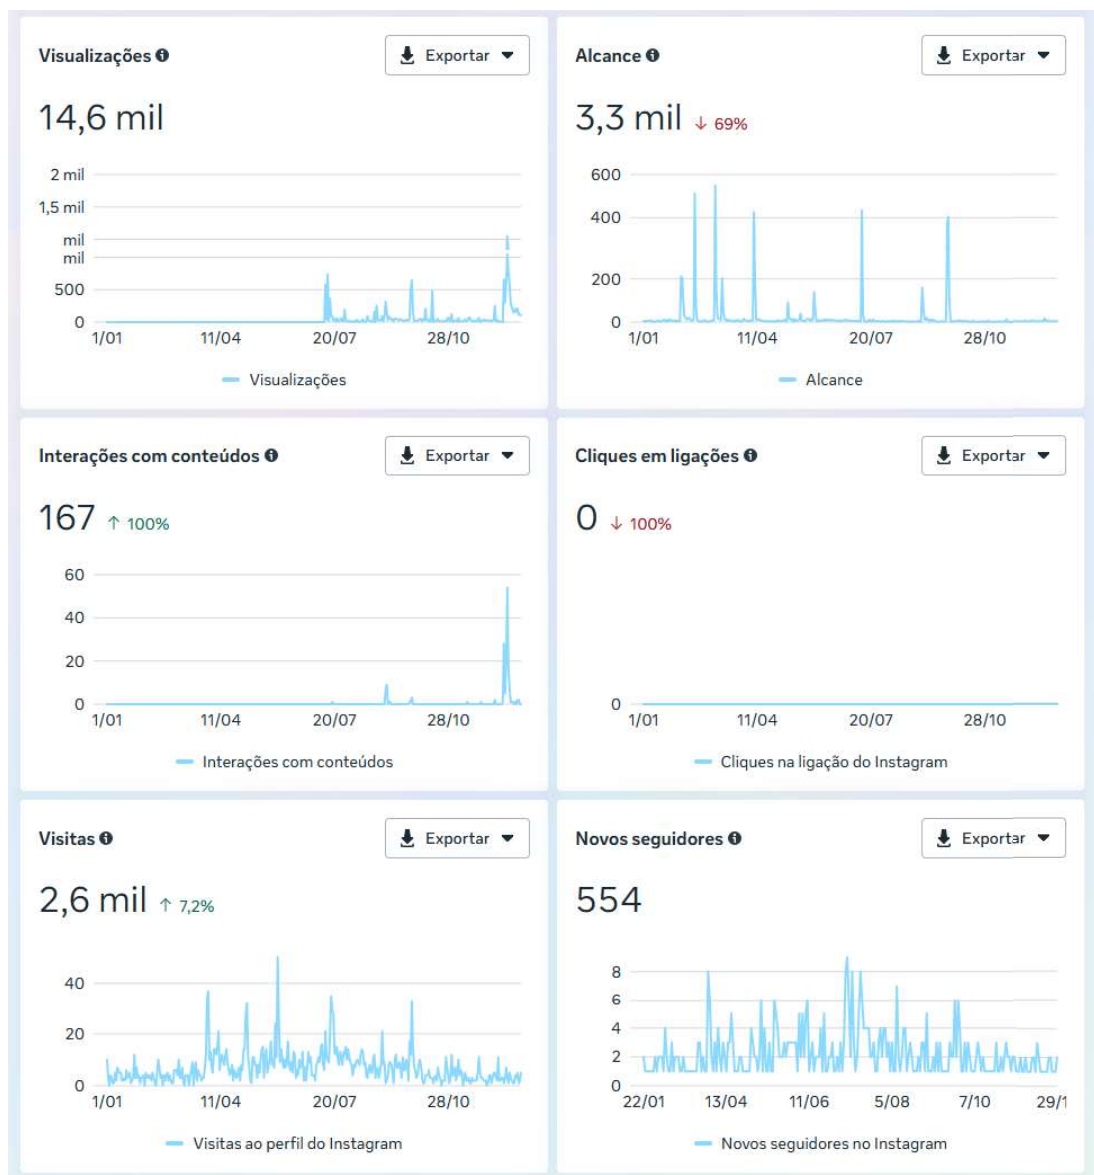 Visualizações
Exportar
14,6 mil
2 mil
1,5 mil
mil
mil
500
0
1/01 11/04 20/07 28/10
Visualizações
Alcance
Exportar
3,3 mil ↓ 69%
600
400
200
0
1/01 11/04 20/07 28/10
Alcance
Interações com conteúdos
Exportar
167 ↑ 100%
60
40
20
0
1/01 11/04 20/07 28/10
Interações com conteúdos
Cliques em ligações
Exportar
0 ↓ 100%
0
1/01 11/04 20/07 28/10
Cliques na ligação do Instagram
Visitas
Exportar
2,6 mil ↑ 7,2%
40
20
0
1/01 11/04 20/07 28/10
Visitas ao perfil do Instagram
Novos seguidores
Exportar
554
8
6
4
2
0
22/01 13/04 11/06 5/08 7/10 29/1
Novos seguidores no Instagram